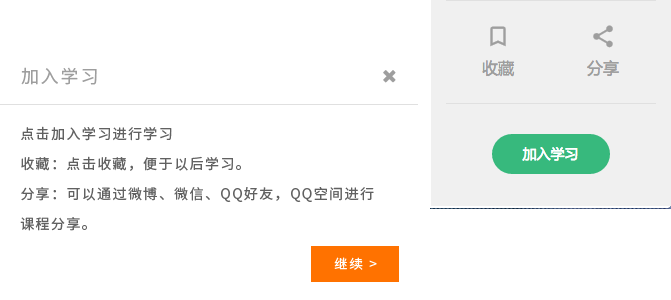 加入学习
点击加入学习进行学习
收藏：点击收藏，便于以后学习。
分享：可以通过微博、微信、QQ好友，QQ空间进行
课程分享。
继续 >
收藏
分享
加入学习